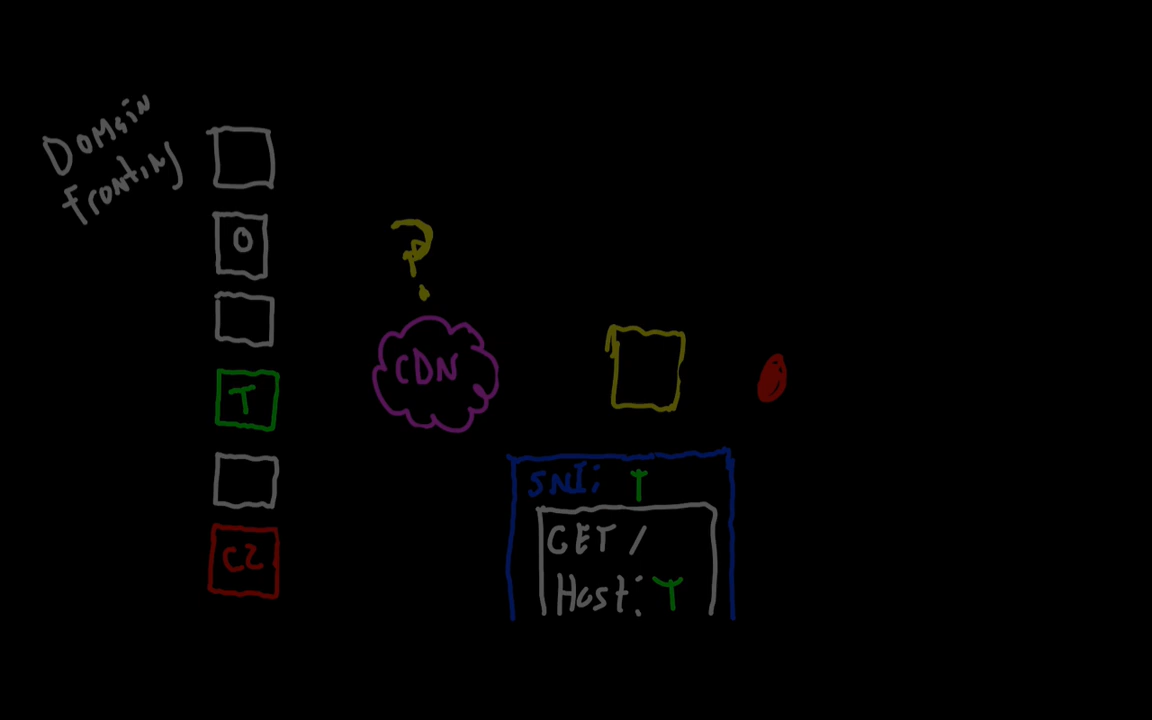 Domain
Fronting
O
?
CDN
T
SNI: T
GET /
C2
Host: T